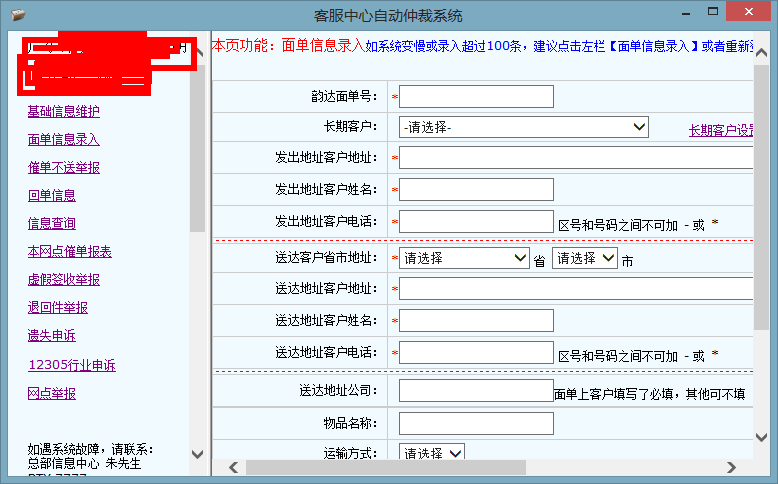 客服中心自动仲裁系统
本页功能：面单信息录入如系统变慢或录入超过100条，建议点击左栏【面单信息录入】或者重新
基础信息维护
面单信息录入
催单不送举报
回单信息
信息查询
本网点催单报表
虚假签收举报
退回件举报
遗失申诉
12305行业申诉
网点举报
如遇系统故障，请联系：
总部信息中心 朱先生
韵达面单号： *
长期客户： -请选择- 长期客户设置
发出地址客户地址： *
发出地址客户姓名： *
发出地址客户电话： * 区号和号码之间不可加 - 或 *
送达客户省市地址： * 请选择 省 请选择 市
送达地址客户地址： *
送达地址客户姓名： *
送达地址客户电话： * 区号和号码之间不可加 - 或 *
送达地址公司： 面单上客户填写了必填，其他可不填
物品名称：
运输方式： 请选择